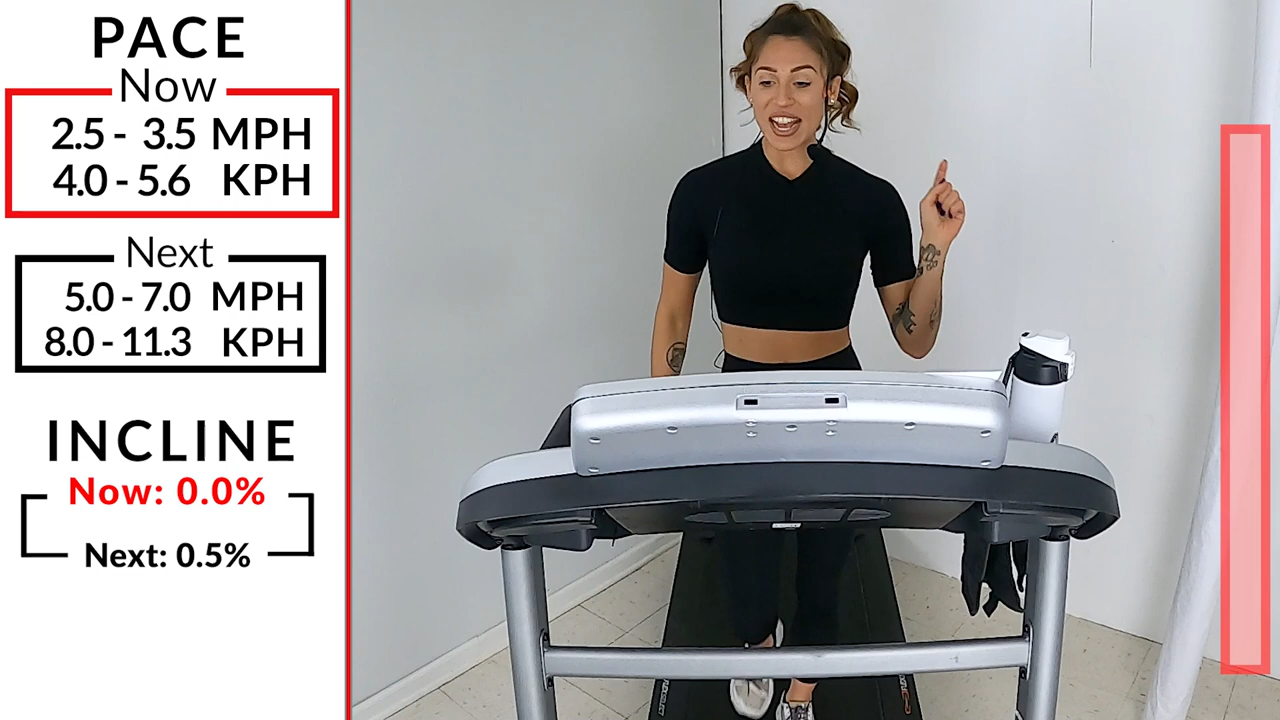 PACE
Now
2.5 - 3.5 MPH
4.0 - 5.6 KPH
Next
5.0 - 7.0 MPH
8.0 - 11.3 KPH
INCLINE
Now: 0.0%
Next: 0.5%